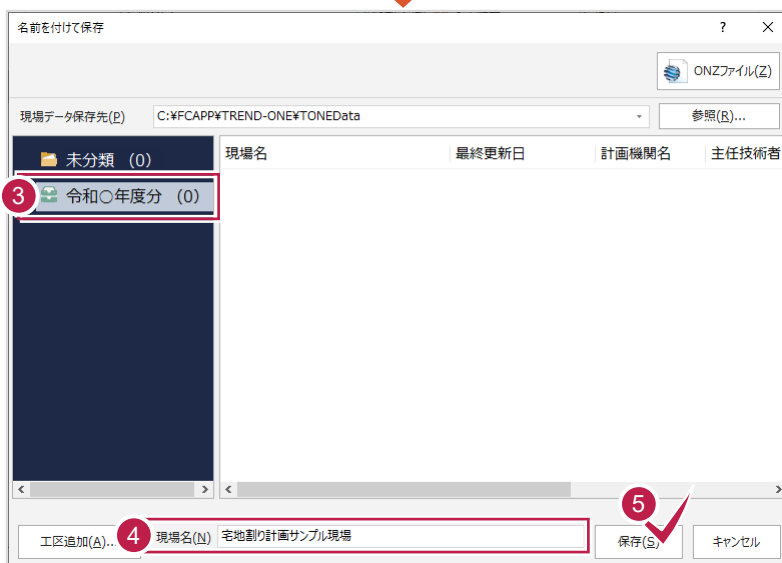 名前を付けて保存
ONZファイル(Z)
現場データ保存先(P) C:¥FCAPP¥TREND-ONE¥TONEData 参照(R)...
未分類 (0)
3 令和○年度分 (0)
現場名 最終更新日 計画機関名 主任技術者
5
工区追加(A)... 4 現場名(N) 宅地割り計画サンプル現場 保存(S) キャンセル